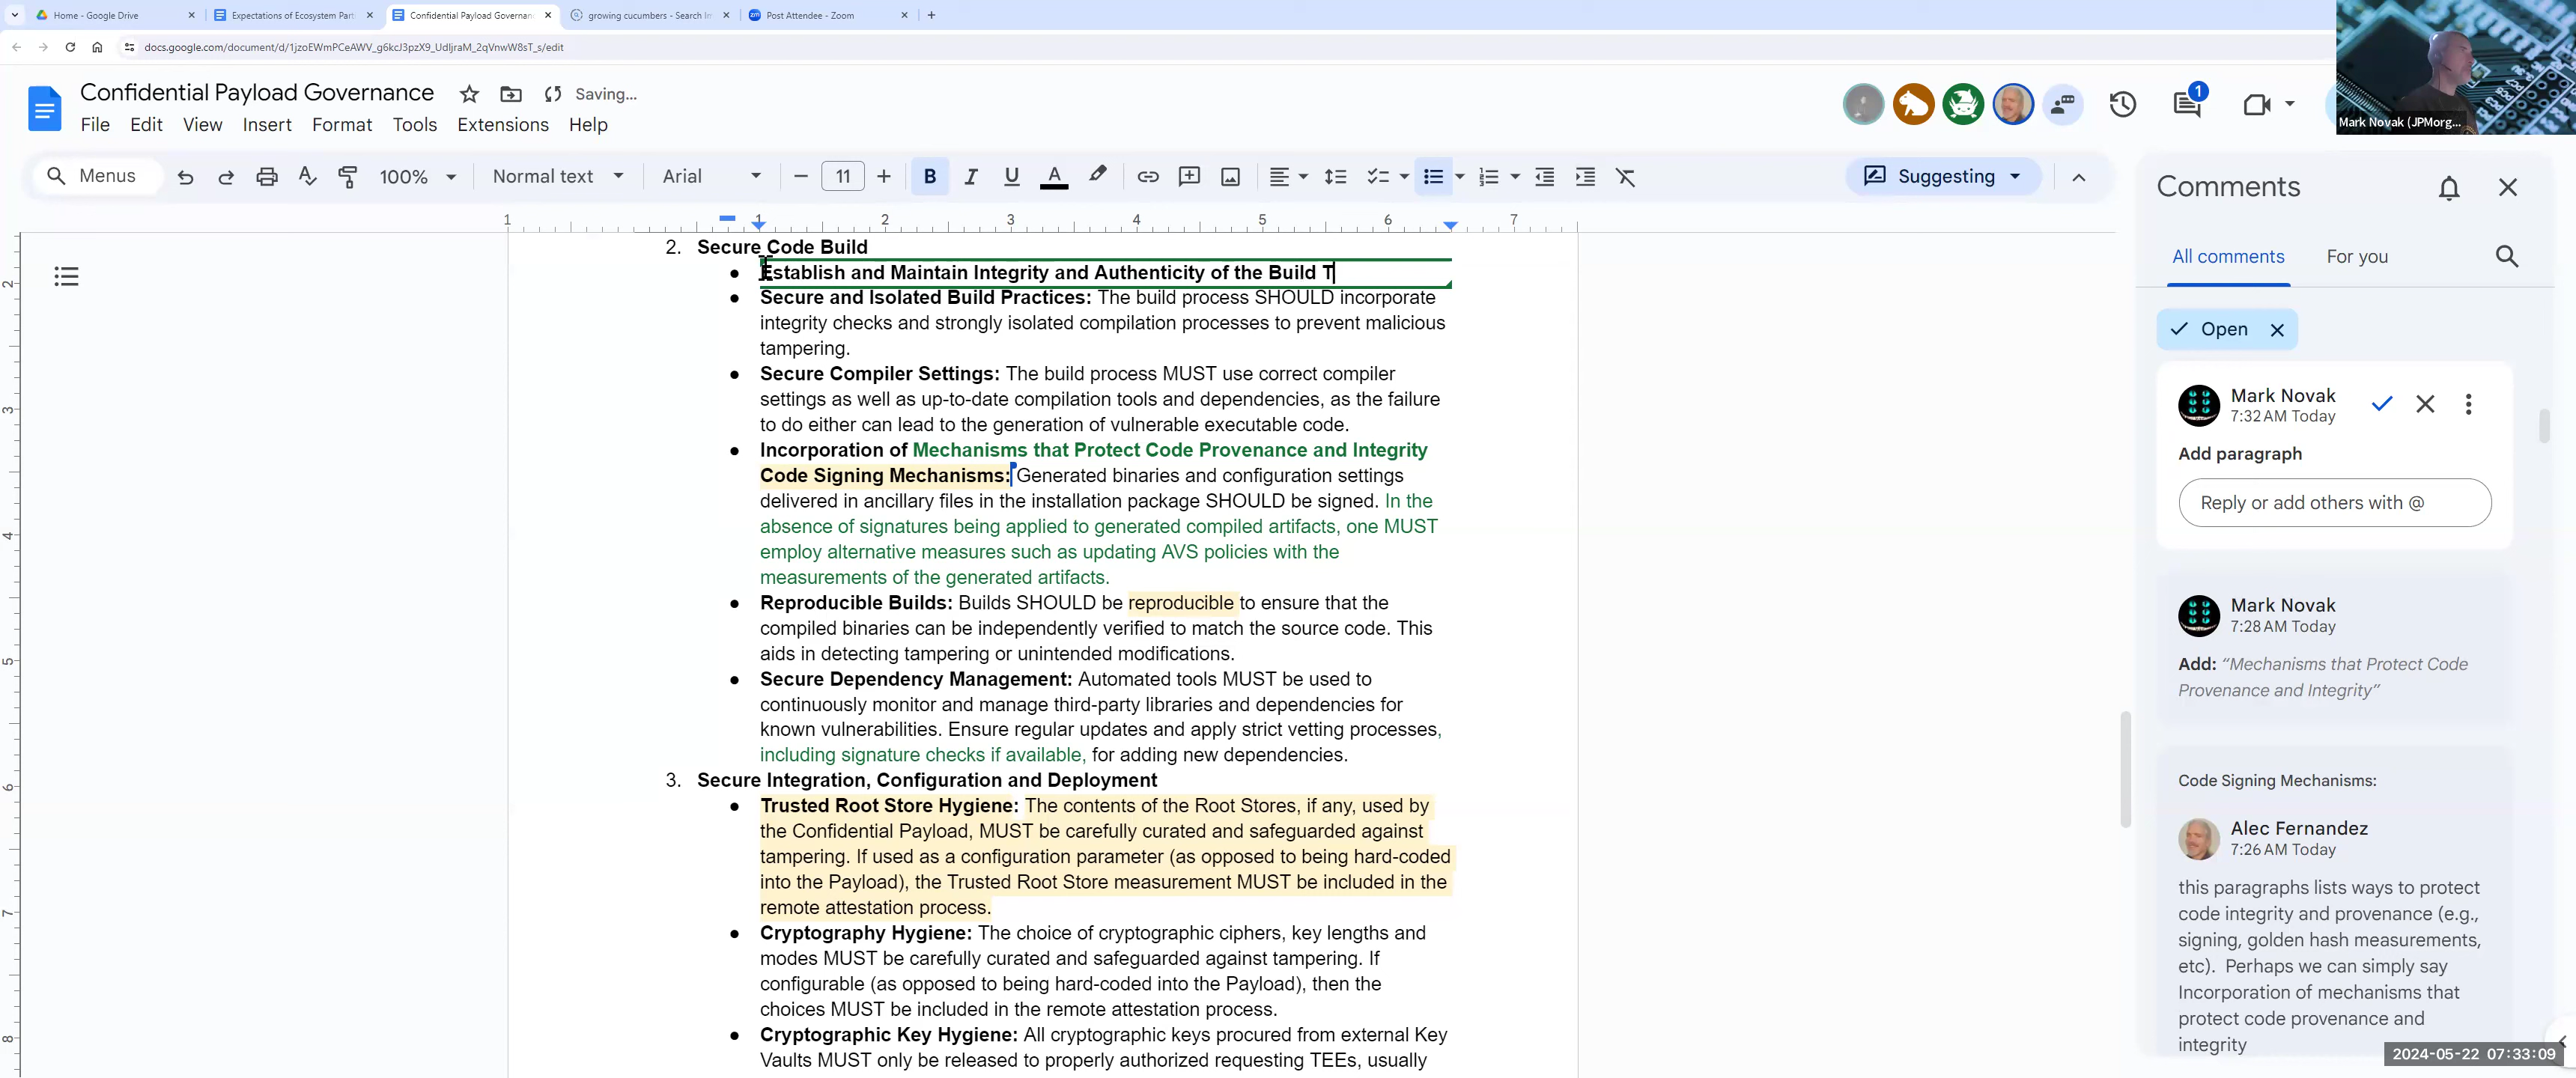 Home - Google Drive
Expectations of Ecosystem Part
Confidential Payload Governan
growing cucumbers - Search Im
Post Attendee - Zoom
docs.google.com/document/d/1jzoEWmPCeAWV_g6kcJ3pzX9_UdljraM_2qVnwW8sT_s/edit
Mark Novak (JPMorg...
Confidential Payload Governance
Saving...
File Edit View Insert Format Tools Extensions Help
1
Menus
100%
Normal text
Arial
11
B I U A
Suggesting
1 1 2 3 4 5 6 7
2 3 4 5 6 7 8
2. Secure Code Build
● Establish and Maintain Integrity and Authenticity of the Build T
● Secure and Isolated Build Practices: The build process SHOULD incorporate
integrity checks and strongly isolated compilation processes to prevent malicious
tampering.
● Secure Compiler Settings: The build process MUST use correct compiler
settings as well as up-to-date compilation tools and dependencies, as the failure
to do either can lead to the generation of vulnerable executable code.
● Incorporation of Mechanisms that Protect Code Provenance and Integrity
Code Signing Mechanisms: Generated binaries and configuration settings
delivered in ancillary files in the installation package SHOULD be signed. In the
absence of signatures being applied to generated compiled artifacts, one MUST
employ alternative measures such as updating AVS policies with the
measurements of the generated artifacts.
● Reproducible Builds: Builds SHOULD be reproducible to ensure that the
compiled binaries can be independently verified to match the source code. This
aids in detecting tampering or unintended modifications.
● Secure Dependency Management: Automated tools MUST be used to
continuously monitor and manage third-party libraries and dependencies for
known vulnerabilities. Ensure regular updates and apply strict vetting processes,
including signature checks if available, for adding new dependencies.
3. Secure Integration, Configuration and Deployment
● Trusted Root Store Hygiene: The contents of the Root Stores, if any, used by
the Confidential Payload, MUST be carefully curated and safeguarded against
tampering. If used as a configuration parameter (as opposed to being hard-coded
into the Payload), the Trusted Root Store measurement MUST be included in the
remote attestation process.
● Cryptography Hygiene: The choice of cryptographic ciphers, key lengths and
modes MUST be carefully curated and safeguarded against tampering. If
configurable (as opposed to being hard-coded into the Payload), then the
choices MUST be included in the remote attestation process.
● Cryptographic Key Hygiene: All cryptographic keys procured from external Key
Vaults MUST only be released to properly authorized requesting TEEs, usually
Comments
All comments
For you
Open
Mark Novak
7:32 AM Today
Add paragraph
Reply or add others with @
Mark Novak
7:28 AM Today
Add: “Mechanisms that Protect Code
Provenance and Integrity”
Code Signing Mechanisms:
Alec Fernandez
7:26 AM Today
this paragraphs lists ways to protect
code integrity and provenance (e.g.,
signing, golden hash measurements,
etc). Perhaps we can simply say
Incorporation of mechanisms that
protect code provenance and
integrity
2024-05-22 07:33:09